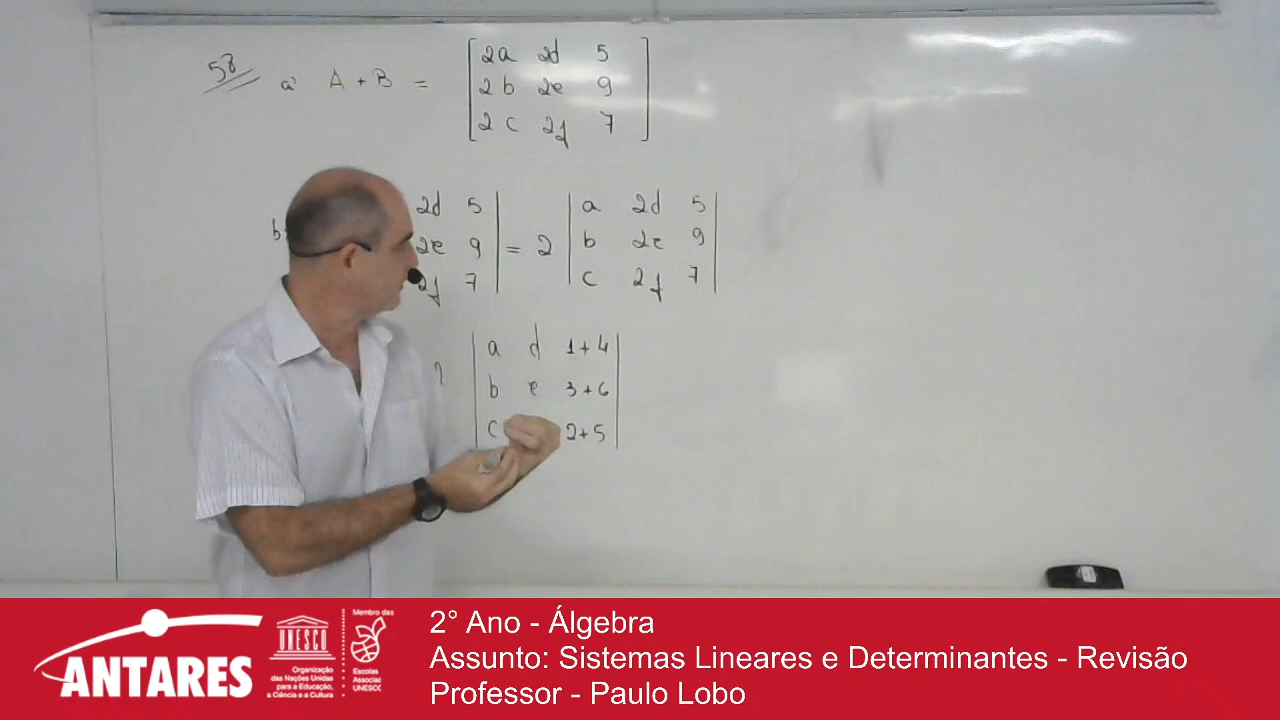 58 a) A + B = [ 2a 2d 5
2b 2e 9
2c 2f 7 ]
b) 2d 5 | = 2 | a 2d 5 |
2e 9 b 2e 9
2f 7 c 2f 7
| a d 1+4 |
b e 3+6
c 2+5
ANTARES
UNESCO
Organização
das Nações Unidas
para a Educação,
a Ciência e a Cultura
Membro das
Escolas
UNESCO
2° Ano - Álgebra
Assunto: Sistemas Lineares e Determinantes - Revisão
Professor - Paulo Lobo